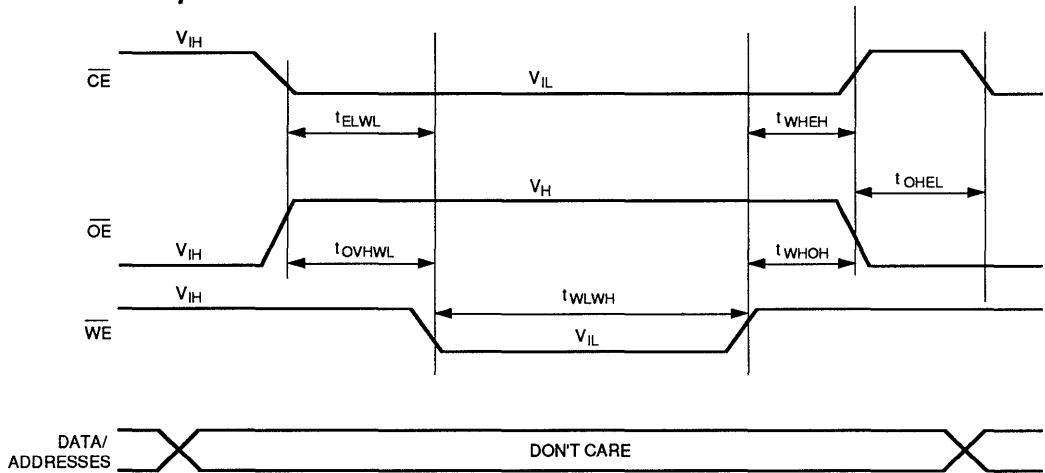 VIH
CE
VIL
tELWL
tWHEH
VH
tOHEL
OE
VIH
tOVHWL
tWHOH
VIH
tWLWH
WE
VIL
DATA/
ADDRESSES
DON'T CARE